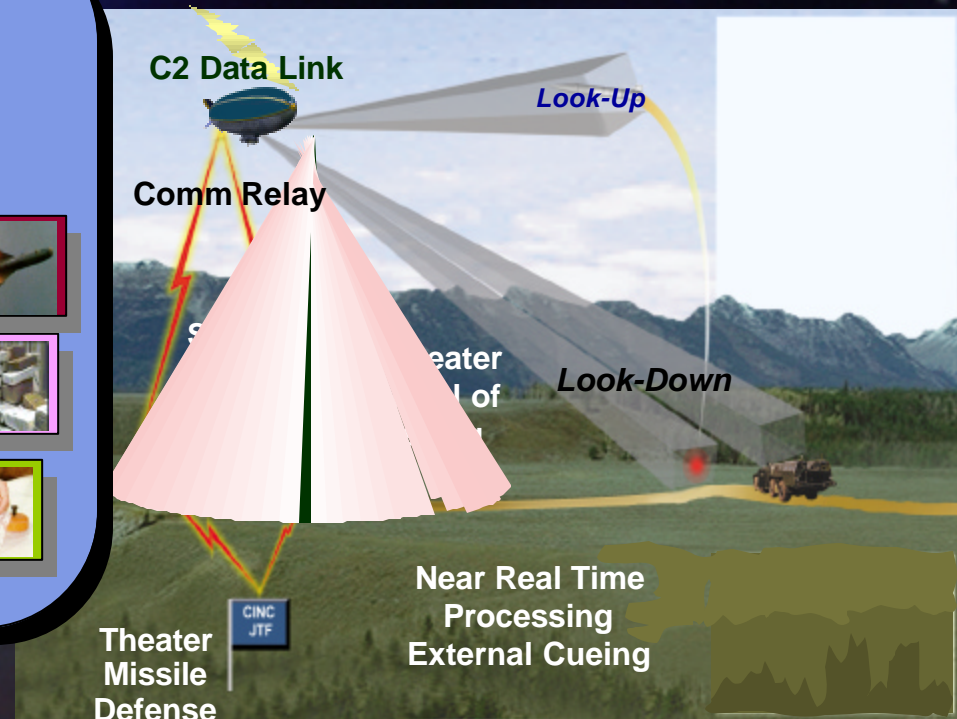 C2 Data Link
Look-Up
Comm Relay
of
Look-Down
CINC
JTF
Near Real Time
Processing
External Cueing
Theater
Missile
Defense